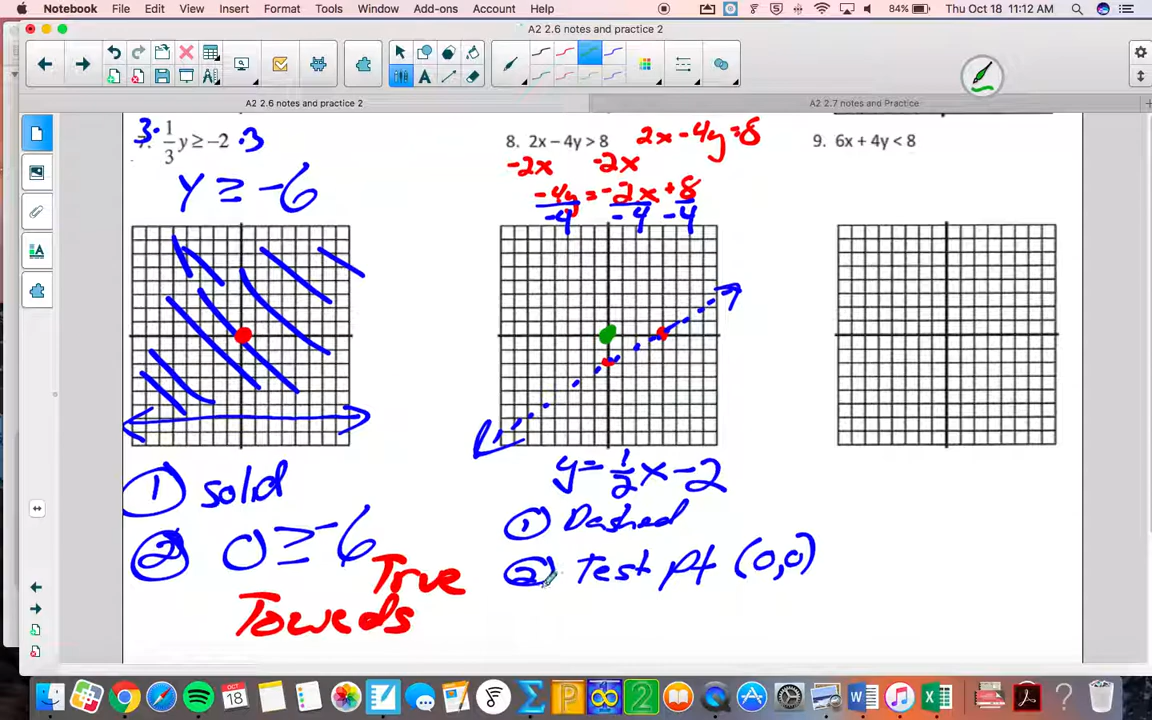 Notebook File Edit View Insert Format Tools Window Add-ons Account Help 84% Thu Oct 18 11:12 AM
A2 2.6 notes and practice 2
A2 2.6 notes and practice 2
A2 2.7 notes and Practice
3· 1/3 y ≥ -2 ·3
y ≥ -6
① solid
② 0 ≥ -6
True
Towards
8. 2x – 4y > 8
2x - 4y = 8
-2x -2x
-4y = -2x + 8
-4 -4 -4
y = 1/2 x - 2
① Dashed
② Test pt (0,0)
9. 6x + 4y < 8
OCT
18
2